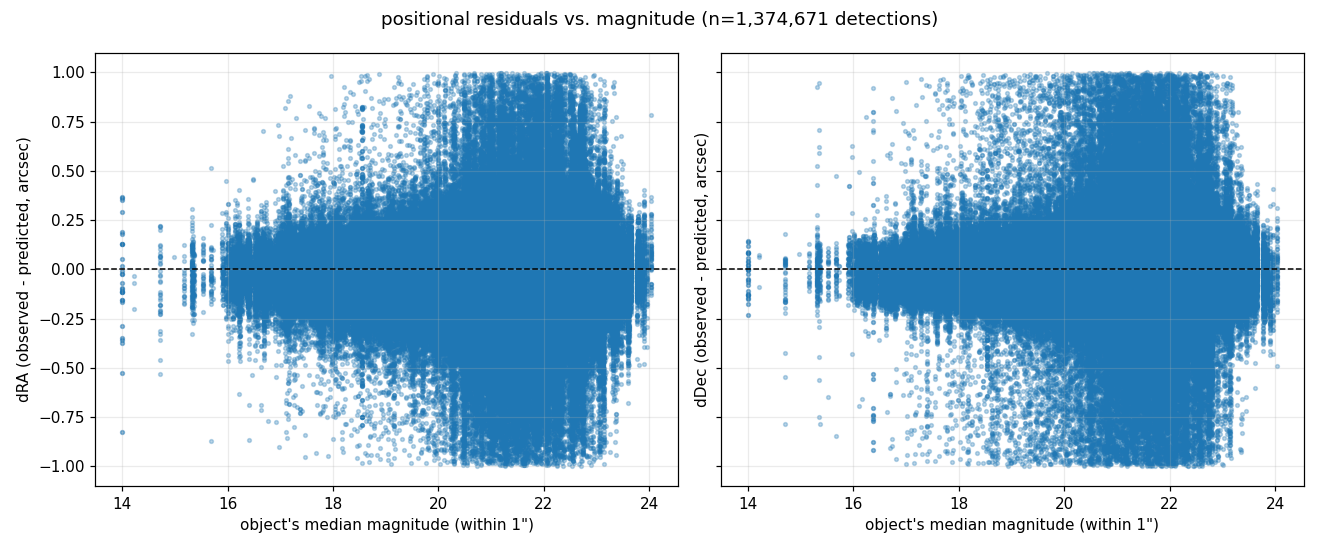 positional residuals vs. magnitude (n=1,374,671 detections)
dRA (observed - predicted, arcsec)
1.00
0.75
0.50
0.25
0.00
−0.25
−0.50
−0.75
−1.00
14 16 18 20 22 24
object's median magnitude (within 1")
dDec (observed - predicted, arcsec)
14 16 18 20 22 24
object's median magnitude (within 1")